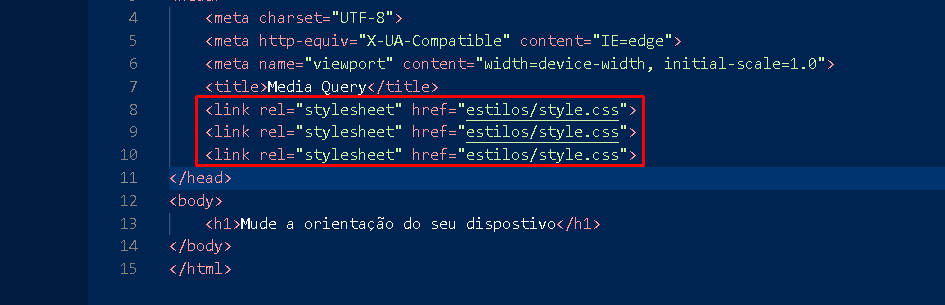 4 <meta charset="UTF-8">
5 <meta http-equiv="X-UA-Compatible" content="IE=edge">
6 <meta name="viewport" content="width=device-width, initial-scale=1.0">
7 <title>Media Query</title>
8 <link rel="stylesheet" href="estilos/style.css">
9 <link rel="stylesheet" href="estilos/style.css">
10 <link rel="stylesheet" href="estilos/style.css">
11 </head>
12 <body>
13 <h1>Mude a orientação do seu dispostivo</h1>
14 </body>
15 </html>